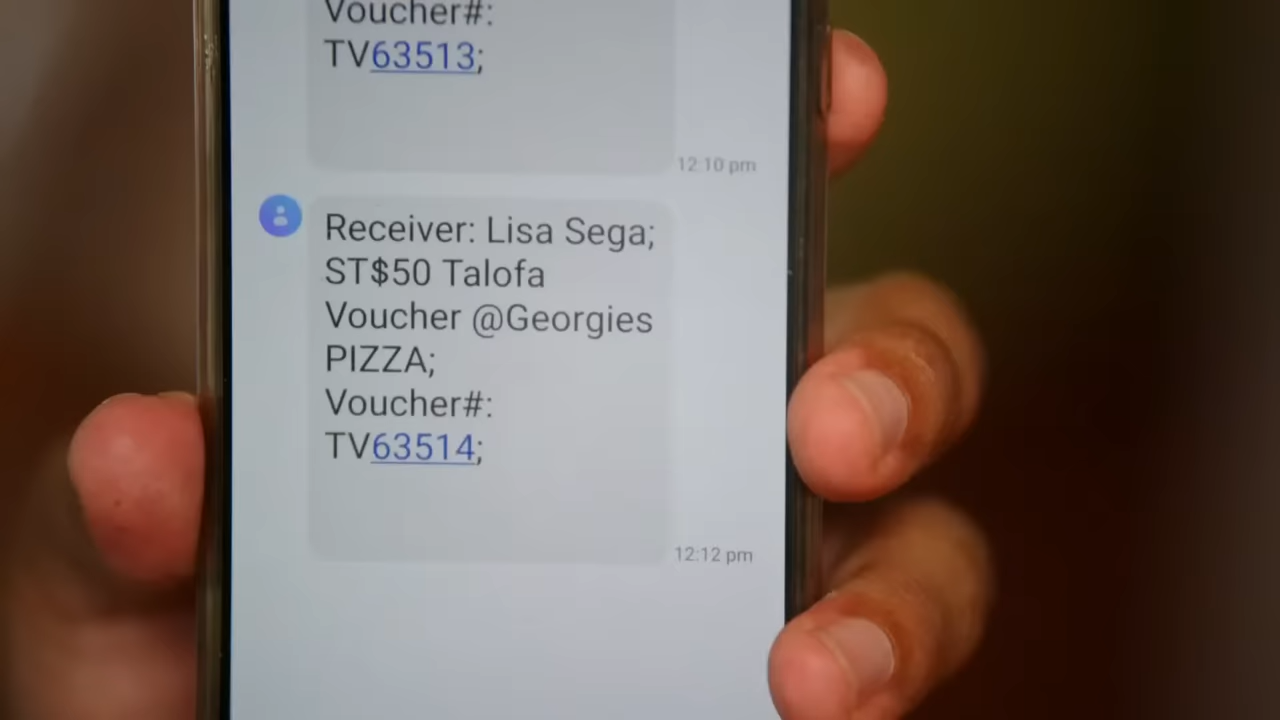 Voucher#:
TV63513;
12:10 pm
Receiver: Lisa Sega;
ST$50 Talofa
Voucher @Georgies
PIZZA;
Voucher#:
TV63514;
12:12 pm